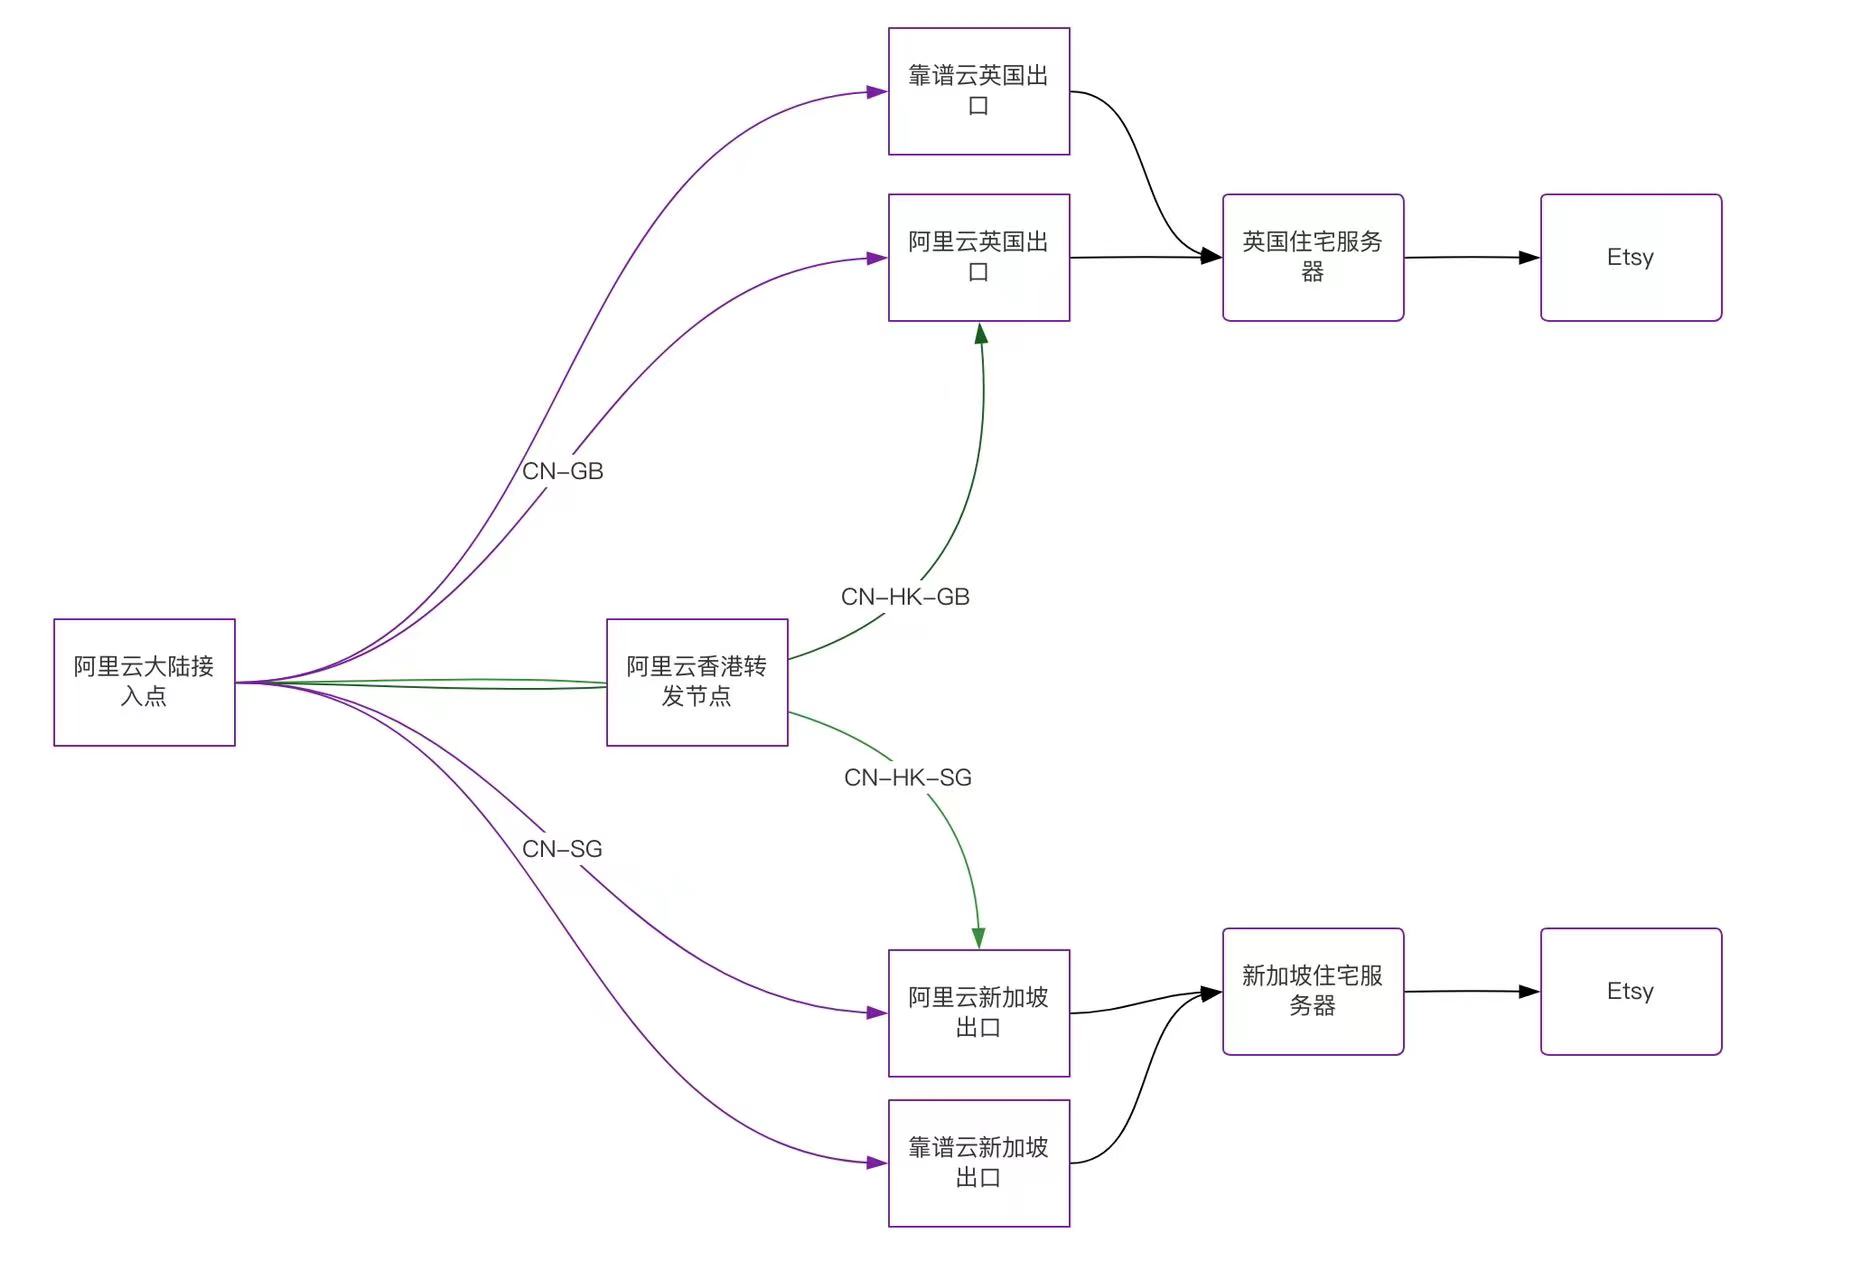 靠谱云英国出
口
阿里云英国出
口
英国住宅服务
器
Etsy
CN-GB
CN-HK-GB
阿里云大陆接
入点
阿里云香港转
发节点
CN-HK-SG
CN-SG
阿里云新加坡
出口
新加坡住宅服
务器
Etsy
靠谱云新加坡
出口